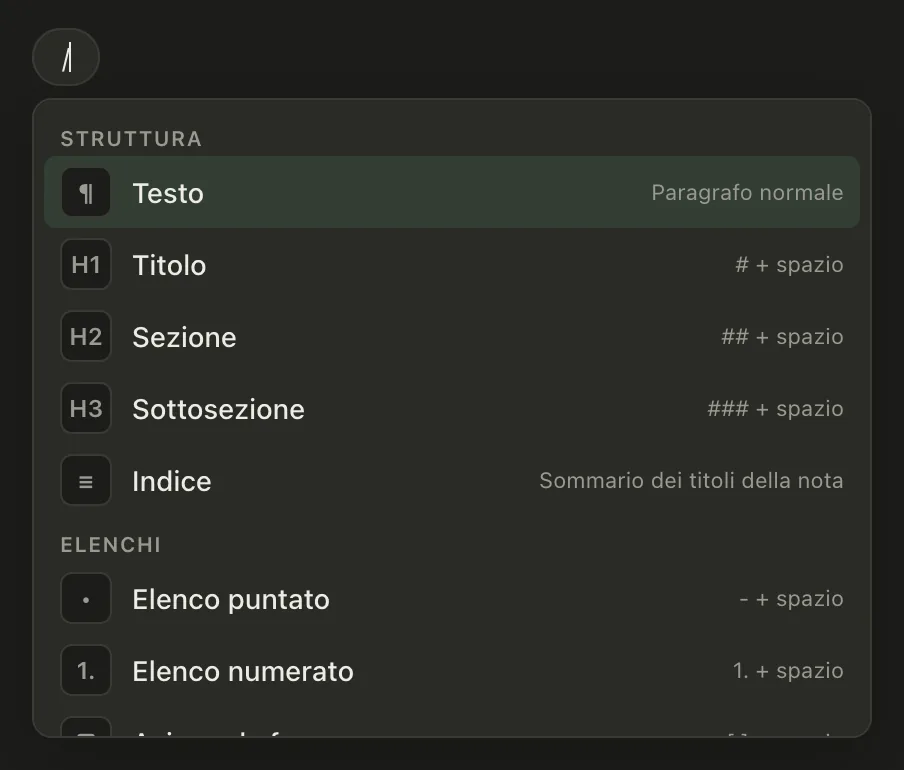 /
STRUTTURA
¶ Testo Paragrafo normale
H1 Titolo # + spazio
H2 Sezione ## + spazio
H3 Sottosezione ### + spazio
≡ Indice Sommario dei titoli della nota
ELENCHI
• Elenco puntato - + spazio
1. Elenco numerato 1. + spazio